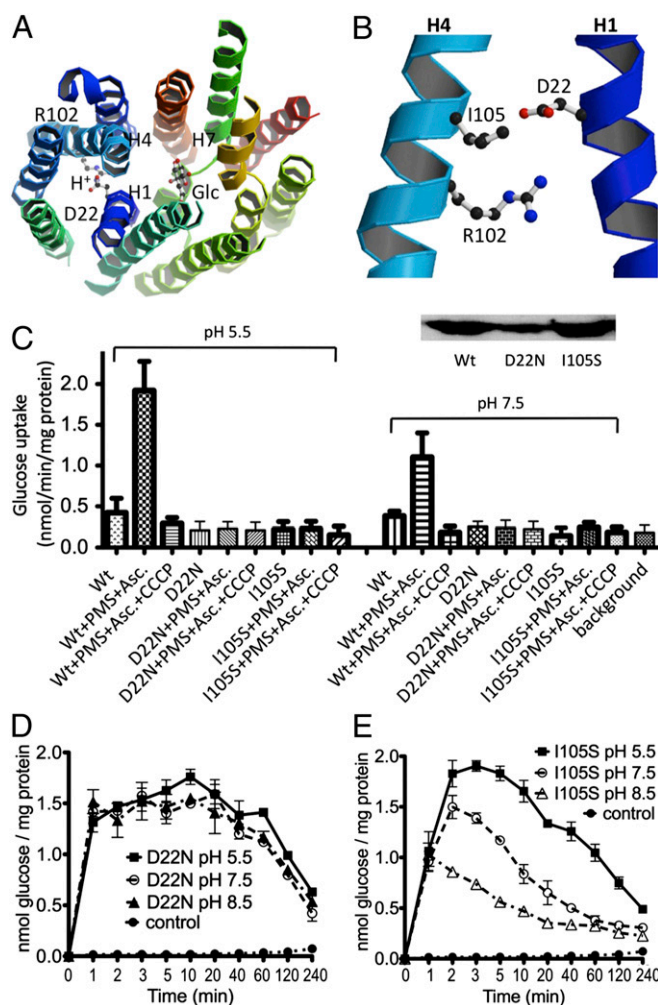 A
R102
H4
H7
H+
H1
Glc
D22
B
H4
H1
D22
I105
R102
C
pH 5.5
Wt D22N I105S
pH 7.5
Glucose uptake
(nmol/min/mg protein)
2.0
1.5
1.0
0.5
0.0
Wt
Wt+PMS+Asc.
Wt+PMS+Asc.+CCCP
D22N
D22N+PMS+Asc.
D22N+PMS+Asc.+CCCP
I105S
I105S+PMS+Asc.
I105S+PMS+Asc.+CCCP
Wt
Wt+PMS+Asc.
Wt+PMS+Asc.+CCCP
D22N
D22N+PMS+Asc.
D22N+PMS+Asc.+CCCP
I105S
I105S+PMS+Asc.
I105S+PMS+Asc.+CCCP
background
D
nmol glucose / mg protein
2.0
1.5
1.0
0.5
0.0
D22N pH 5.5
D22N pH 7.5
D22N pH 8.5
control
0 1 2 3 5 10 20 40 60 120 240
Time (min)
E
nmol glucose / mg protein
2.0
1.5
1.0
0.5
0.0
I105S pH 5.5
I105S pH 7.5
I105S pH 8.5
control
0 1 2 3 5 10 20 40 60 120 240
Time (min)